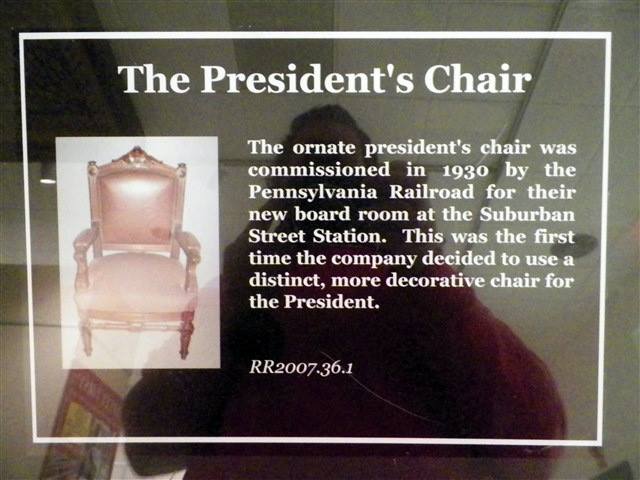 The President's Chair
The ornate president's chair was
commissioned in 1930 by the
Pennsylvania Railroad for their
new board room at the Suburban
Street Station. This was the first
time the company decided to use a
distinct, more decorative chair for
the President.
RR2007.36.1